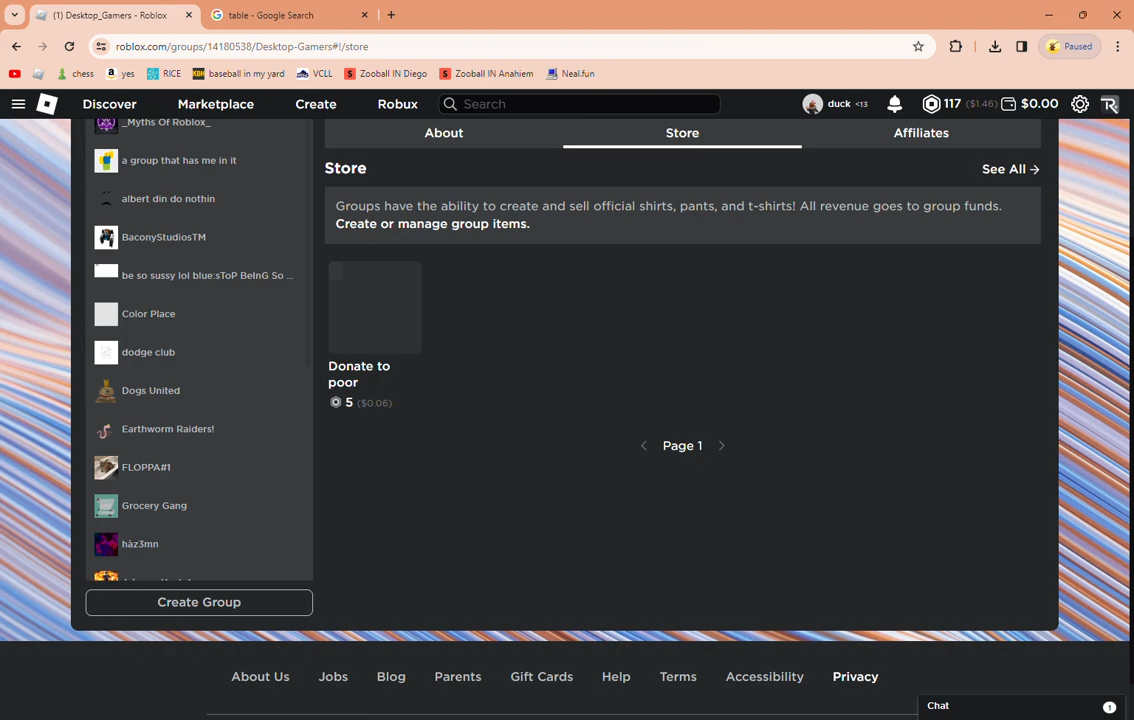 (1) Desktop_Gamers - Roblox
table - Google Search
roblox.com/groups/14180538/Desktop-Gamers#!/store
Paused
chess
yes
RICE
KBH baseball in my yard
VCLL
Zooball IN Diego
Zooball IN Anahiem
Neal.fun
Discover
Marketplace
Create
Robux
Search
duck <13
117 ($1.46)
$0.00
_Myths Of Roblox_
a group that has me in it
albert din do nothin
BaconyStudiosTM
be so sussy lol blue:sToP BeInG So ...
Color Place
dodge club
Dogs United
Earthworm Raiders!
FLOPPA#1
Grocery Gang
hàz3mn
Create Group
About
Store
Affiliates
Store
See All
Groups have the ability to create and sell official shirts, pants, and t-shirts! All revenue goes to group funds.
Create or manage group items.
Donate to
poor
5 ($0.06)
Page 1
About Us
Jobs
Blog
Parents
Gift Cards
Help
Terms
Accessibility
Privacy
Chat
1